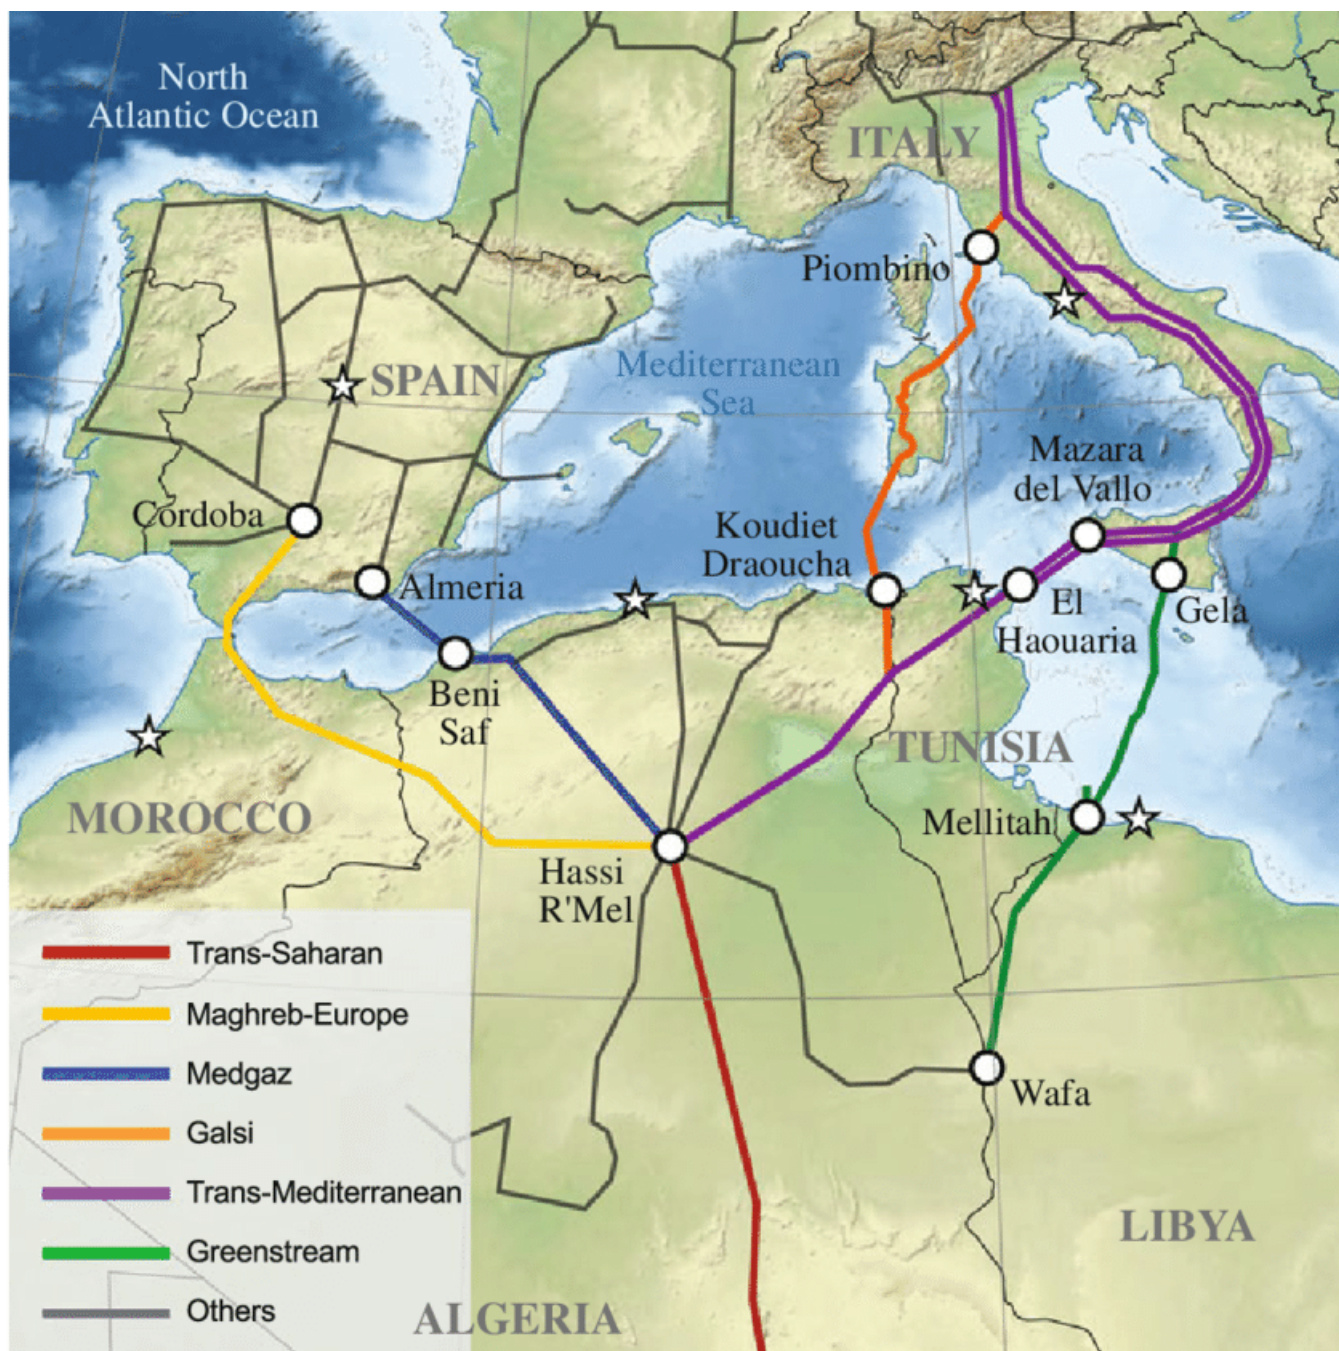 North
Atlantic Ocean
ITALY
Piombino
Mediterranean
Sea
SPAIN
Mazara
del Vallo
Cordoba
Koudiet
Draoucha
Almeria
El
Haouaria
Gela
Beni
Saf
TUNISIA
MOROCCO
Mellitah
Hassi
R'Mel
Wafa
LIBYA
ALGERIA
Trans-Saharan
Maghreb-Europe
Medgaz
Galsi
Trans-Mediterranean
Greenstream
Others